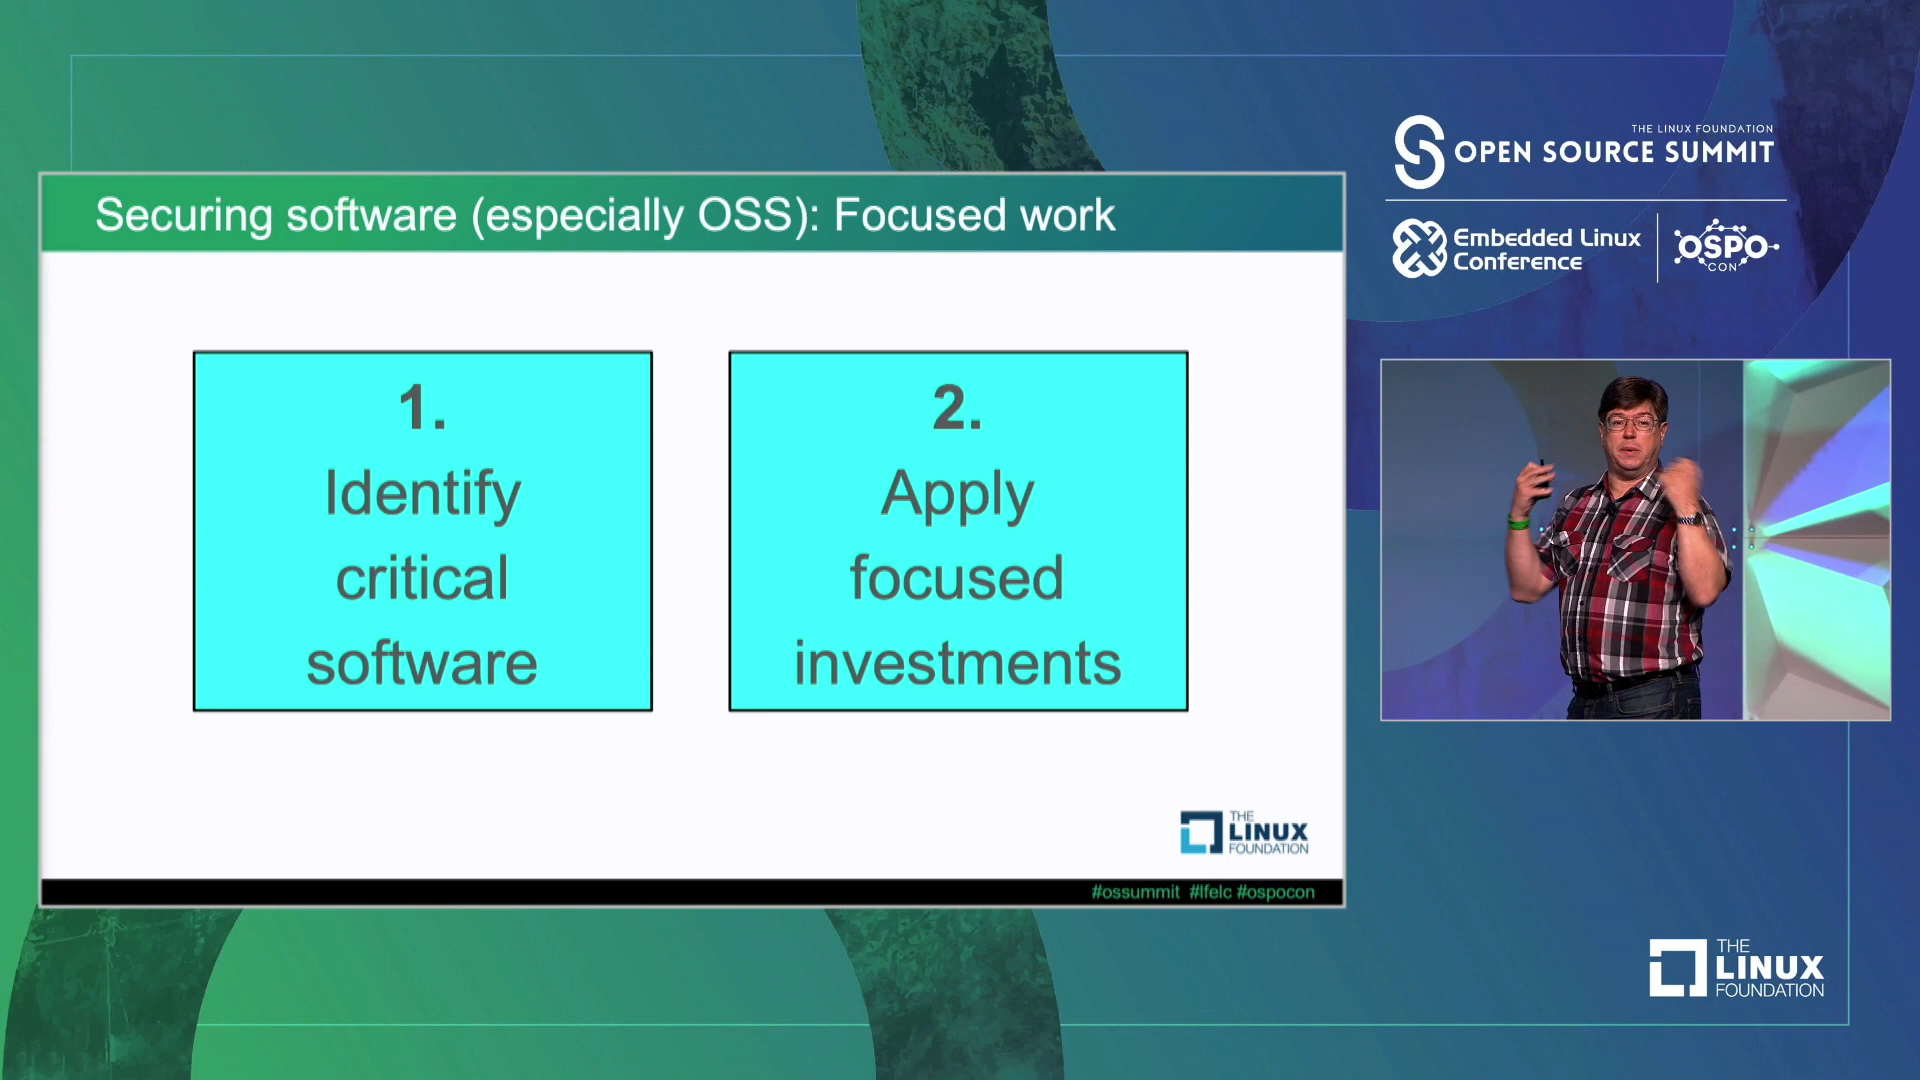 THE LINUX FOUNDATION
OPEN SOURCE SUMMIT
Embedded Linux
Conference
OSPO
CON
Securing software (especially OSS): Focused work
1.
Identify
critical
software
2.
Apply
focused
investments
THE
LINUX
FOUNDATION
#ossummit #lfelc #ospocon
THE
LINUX
FOUNDATION